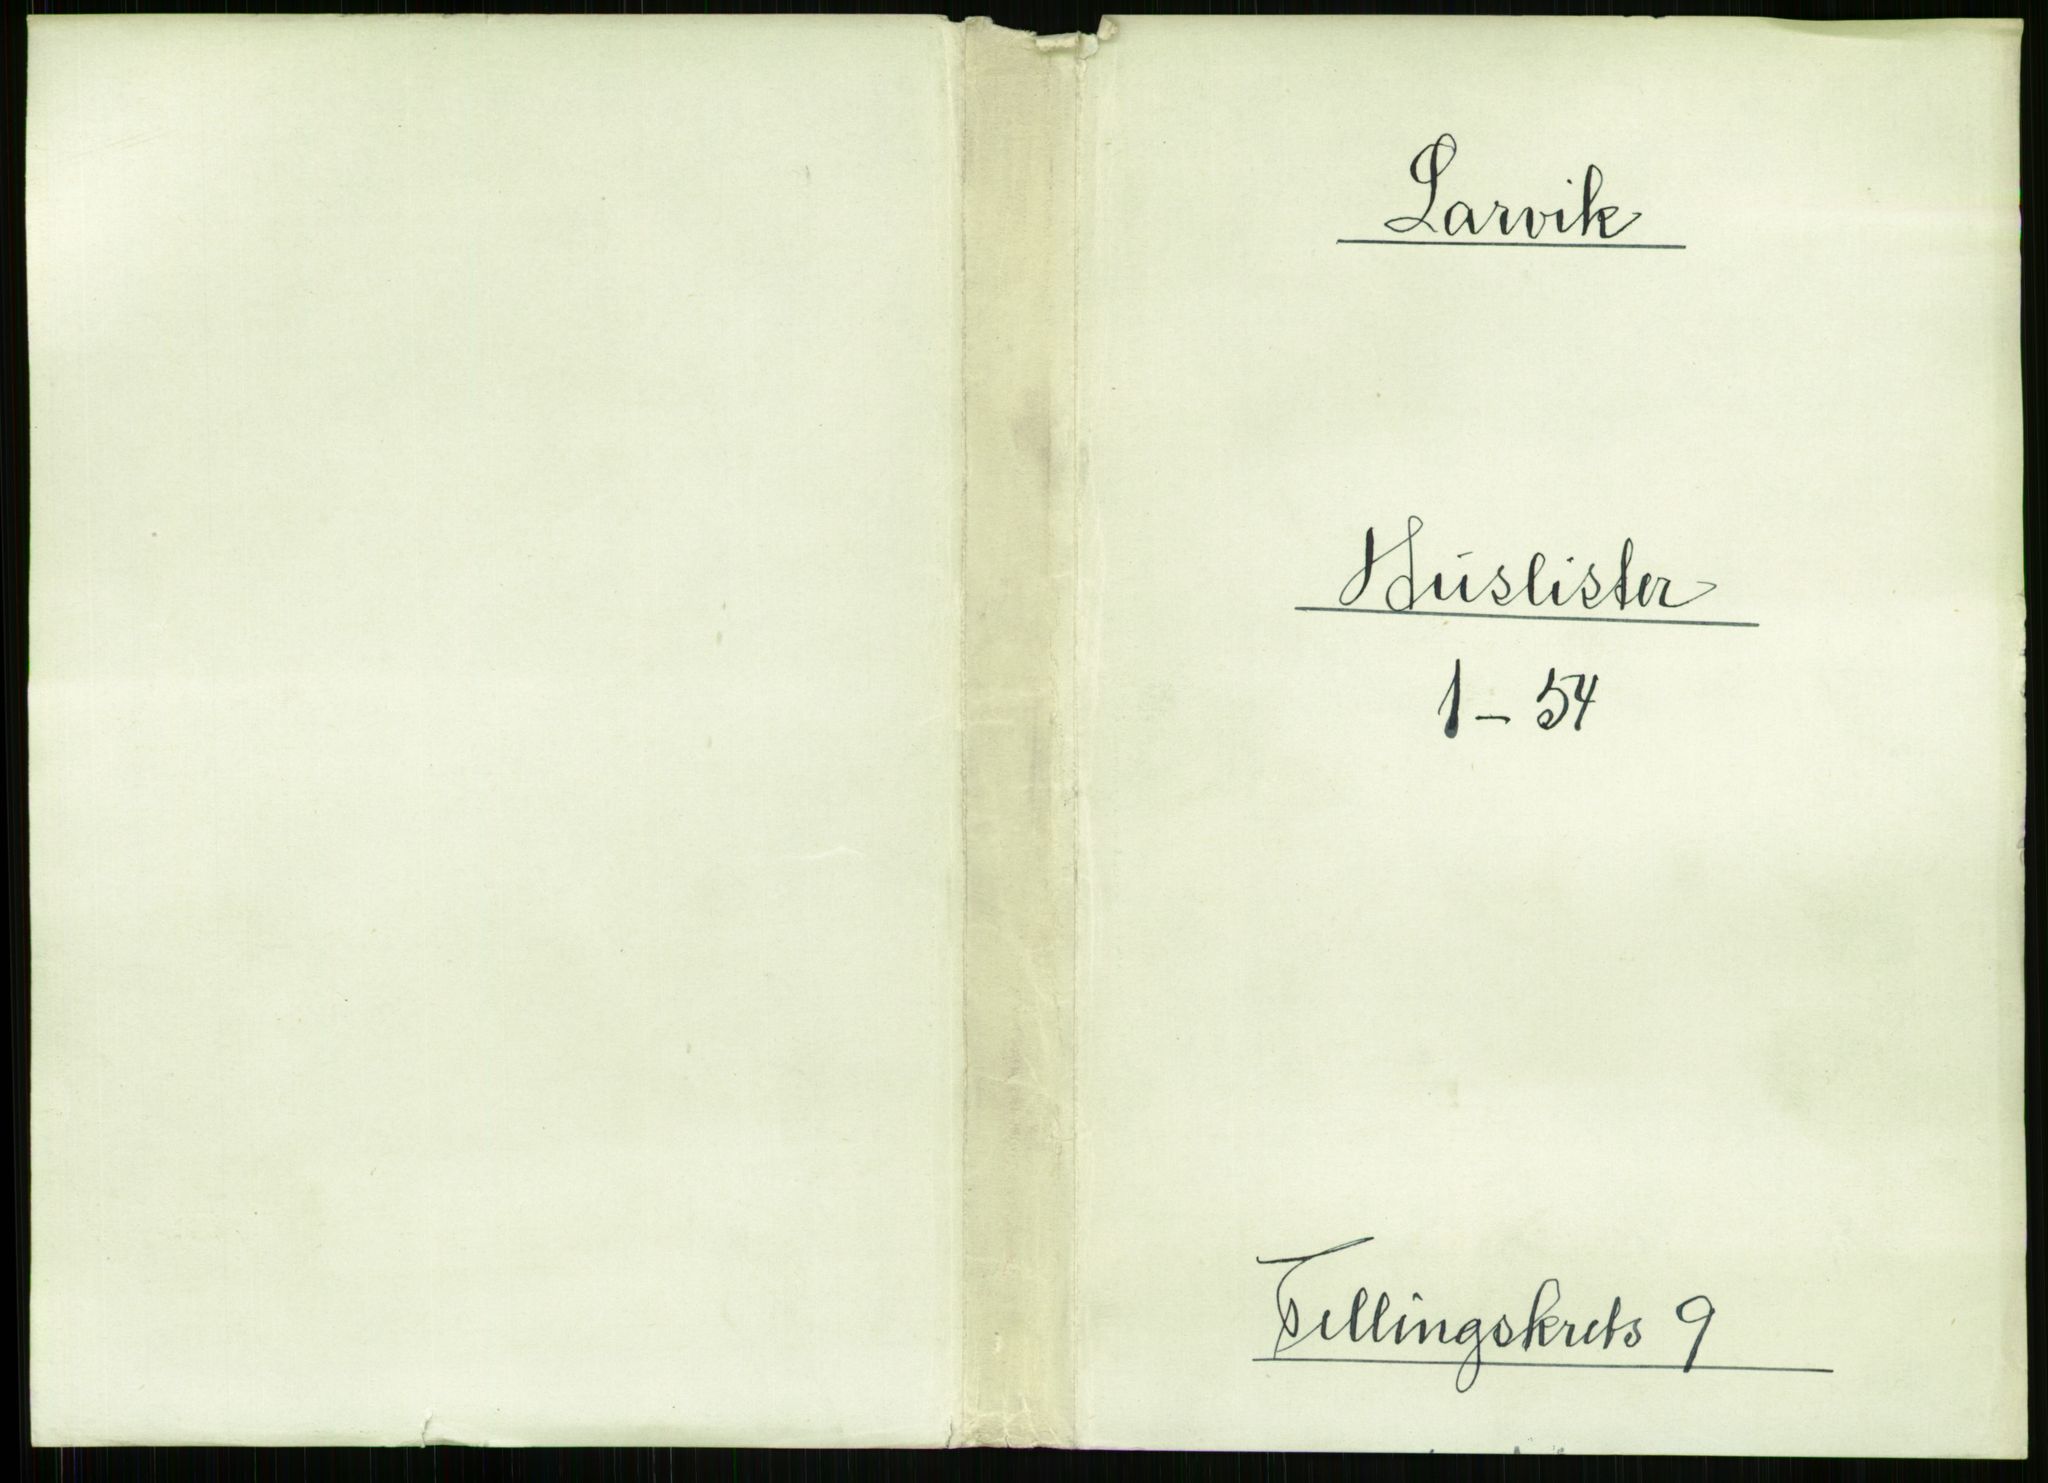 Larvik
Huslister
1 – 54
Tellingskrets 9